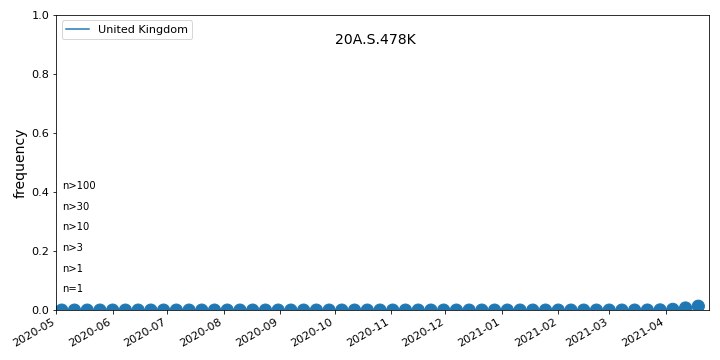 20A.S.478K
United Kingdom
frequency
1.0
0.8
0.6
0.4
0.2
0.0
n>100
n>30
n>10
n>3
n>1
n=1
2020-05
2020-06
2020-07
2020-08
2020-09
2020-10
2020-11
2020-12
2021-01
2021-02
2021-03
2021-04